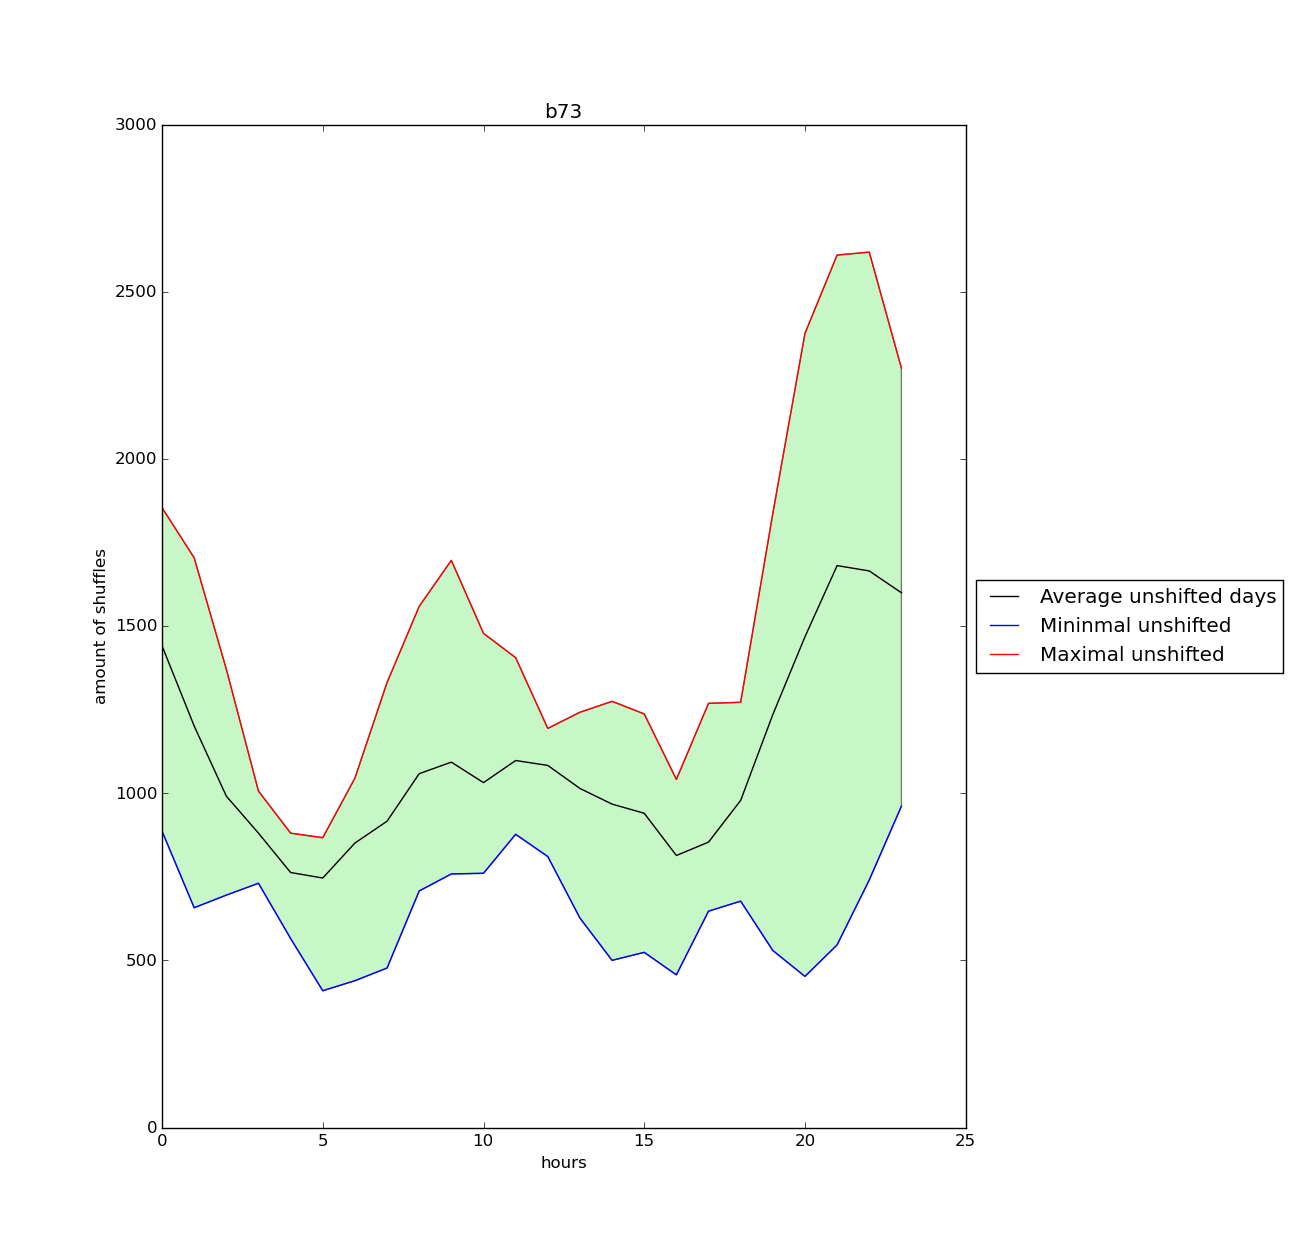 b73
3000
2500
2000
1500
1000
500
0
amount of shuffles
0 5 10 15 20 25
hours
Average unshifted days
Mininmal unshifted
Maximal unshifted